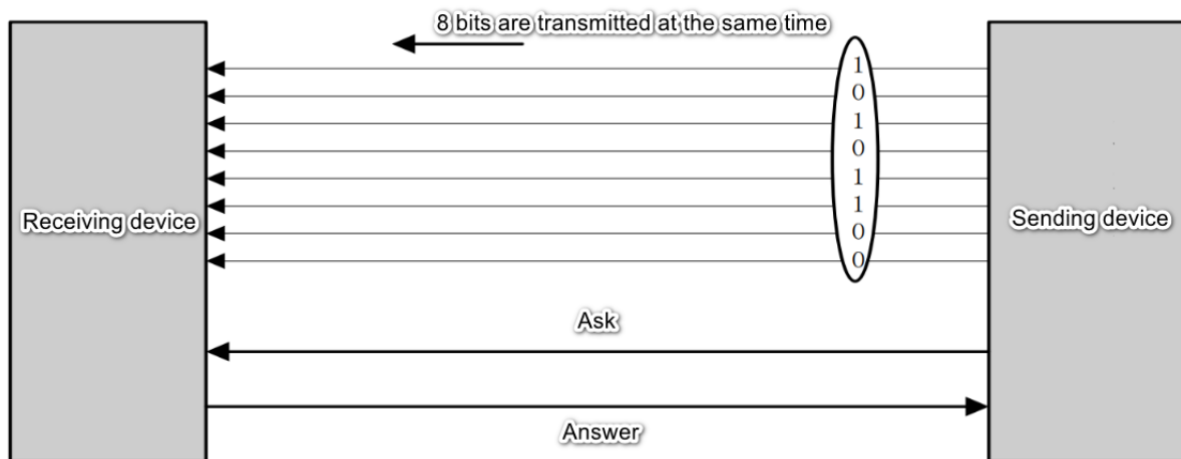 8 bits are transmitted at the same time
1
0
1
0
1
1
0
0
Receiving device
Sending device
Ask
Answer